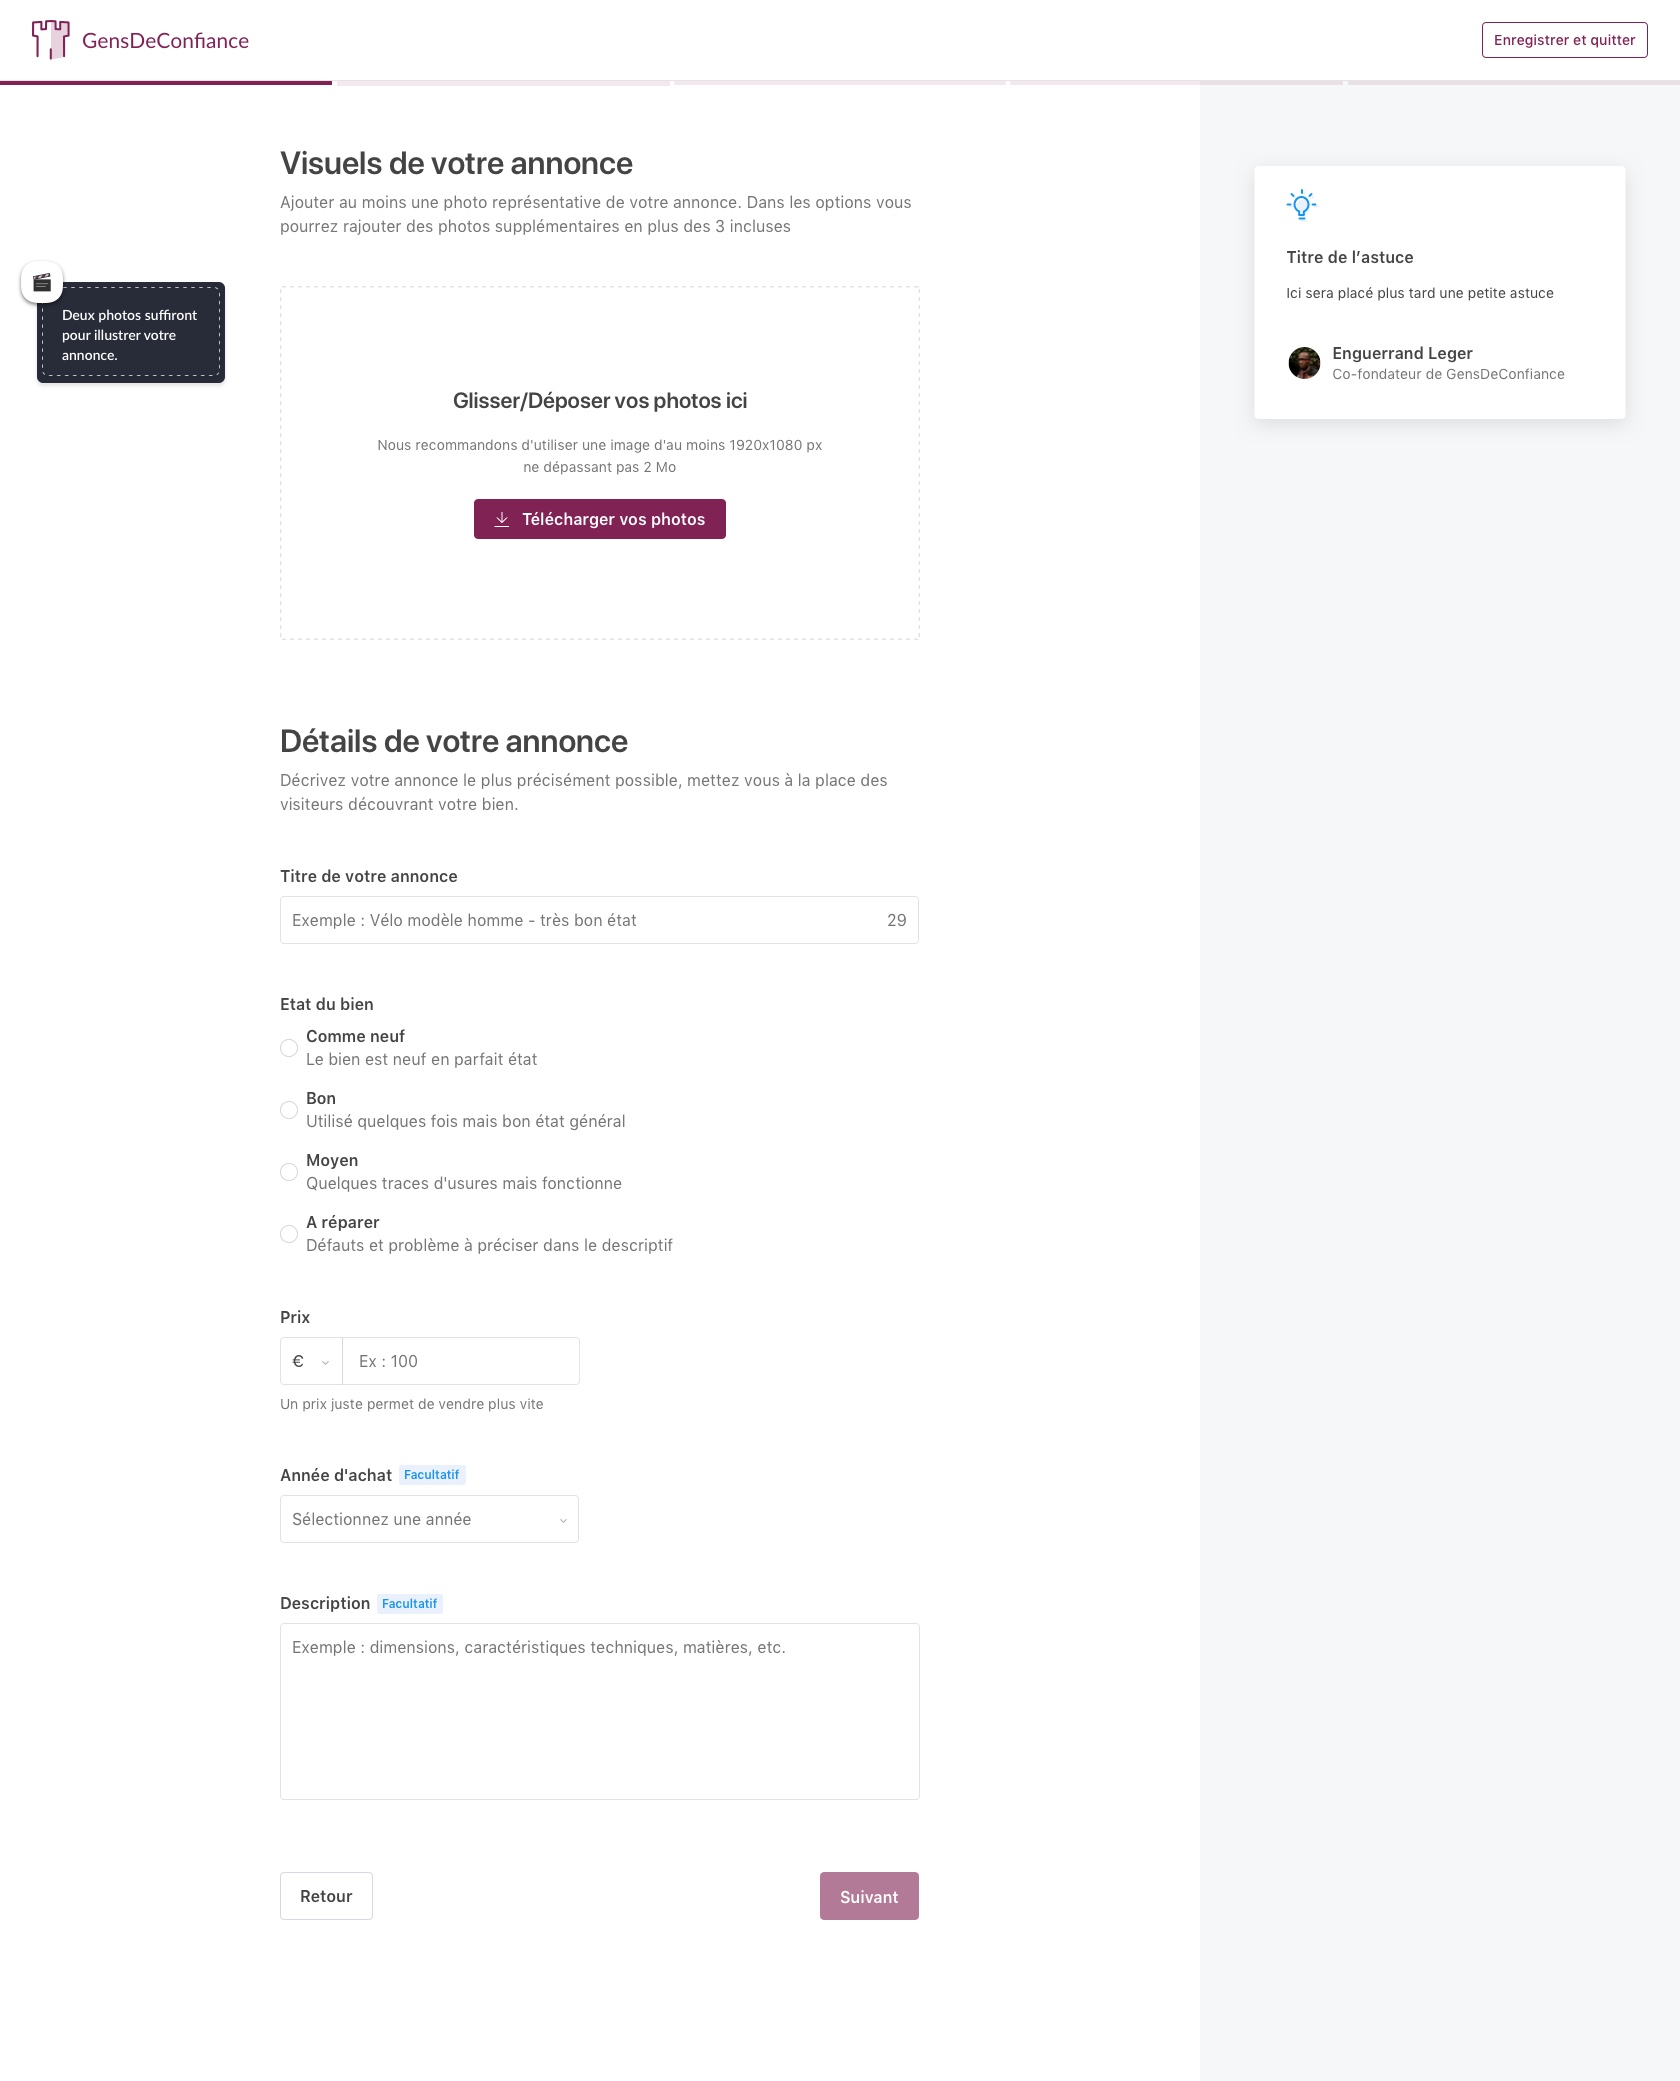 GensDeConfiance
Enregistrer et quitter
Visuels de votre annonce
Ajouter au moins une photo représentative de votre annonce. Dans les options vous
pourrez rajouter des photos supplémentaires en plus des 3 incluses
Deux photos suffiront
pour illustrer votre
annonce.
Glisser/Déposer vos photos ici
Nous recommandons d'utiliser une image d'au moins 1920x1080 px
ne dépassant pas 2 Mo
Télécharger vos photos
Titre de l’astuce
Ici sera placé plus tard une petite astuce
Enguerrand Leger
Co-fondateur de GensDeConfiance
Détails de votre annonce
Décrivez votre annonce le plus précisément possible, mettez vous à la place des
visiteurs découvrant votre bien.
Titre de votre annonce
Exemple : Vélo modèle homme - très bon état 29
Etat du bien
Comme neuf
Le bien est neuf en parfait état
Bon
Utilisé quelques fois mais bon état général
Moyen
Quelques traces d'usures mais fonctionne
A réparer
Défauts et problème à préciser dans le descriptif
Prix
€ Ex : 100
Un prix juste permet de vendre plus vite
Année d'achat Facultatif
Sélectionnez une année
Description Facultatif
Exemple : dimensions, caractéristiques techniques, matières, etc.
Retour
Suivant